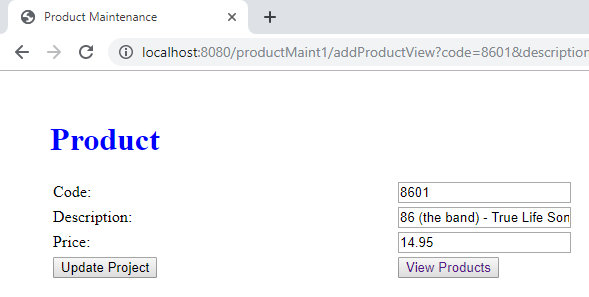 Product Maintenance
localhost:8080/productMaint1/addProductView?code=8601&description
Product
Code: 8601
Description: 86 (the band) - True Life Son
Price: 14.95
Update Project View Products